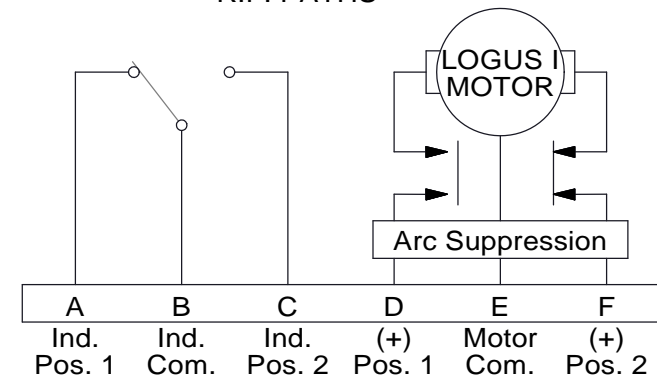 LOGUS I
MOTOR
Arc Suppression
A B C D E F
Ind. Ind. Ind. (+) Motor (+)
Pos. 1 Com. Pos. 2 Pos. 1 Com. Pos. 2